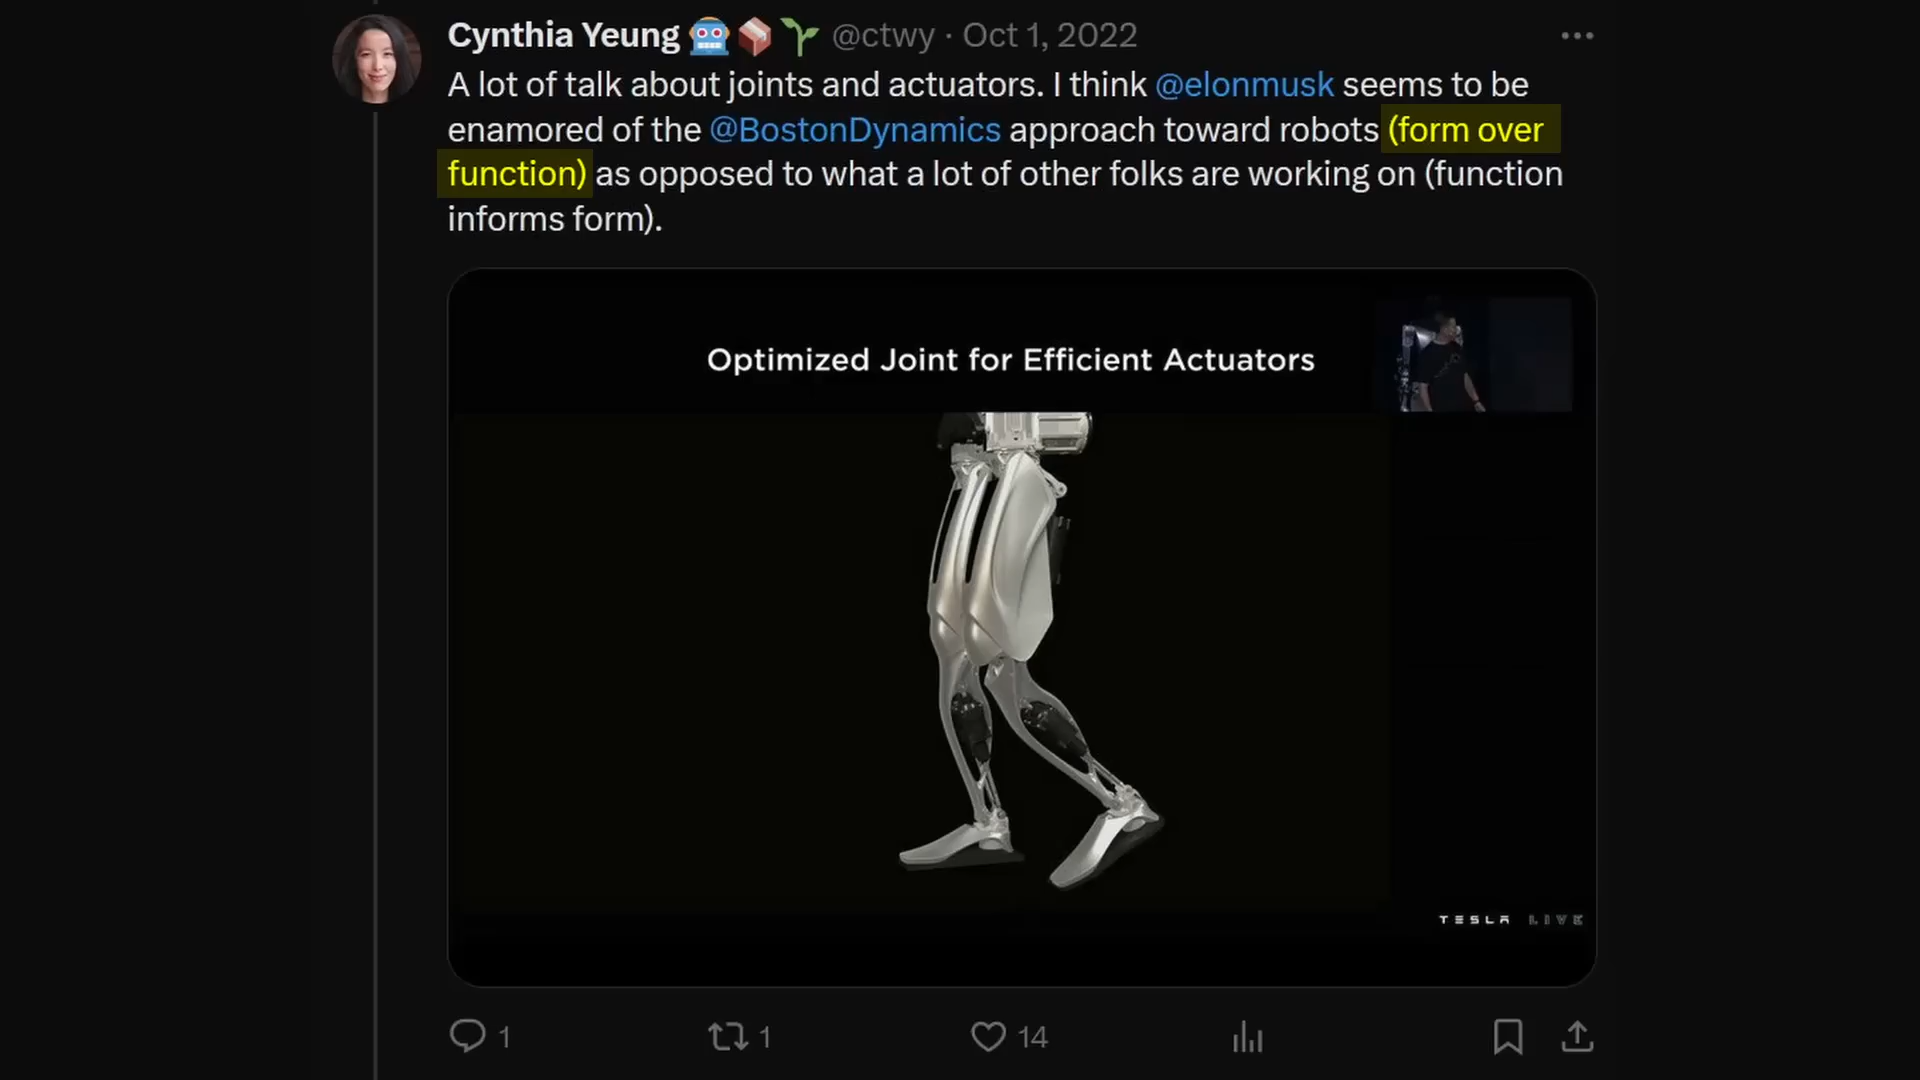 Cynthia Yeung 🤖📦🌱 @ctwy · Oct 1, 2022
A lot of talk about joints and actuators. I think @elonmusk seems to be
enamored of the @BostonDynamics approach toward robots (form over
function) as opposed to what a lot of other folks are working on (function
informs form).
Optimized Joint for Efficient Actuators
TESLA LIVE
1 1 14